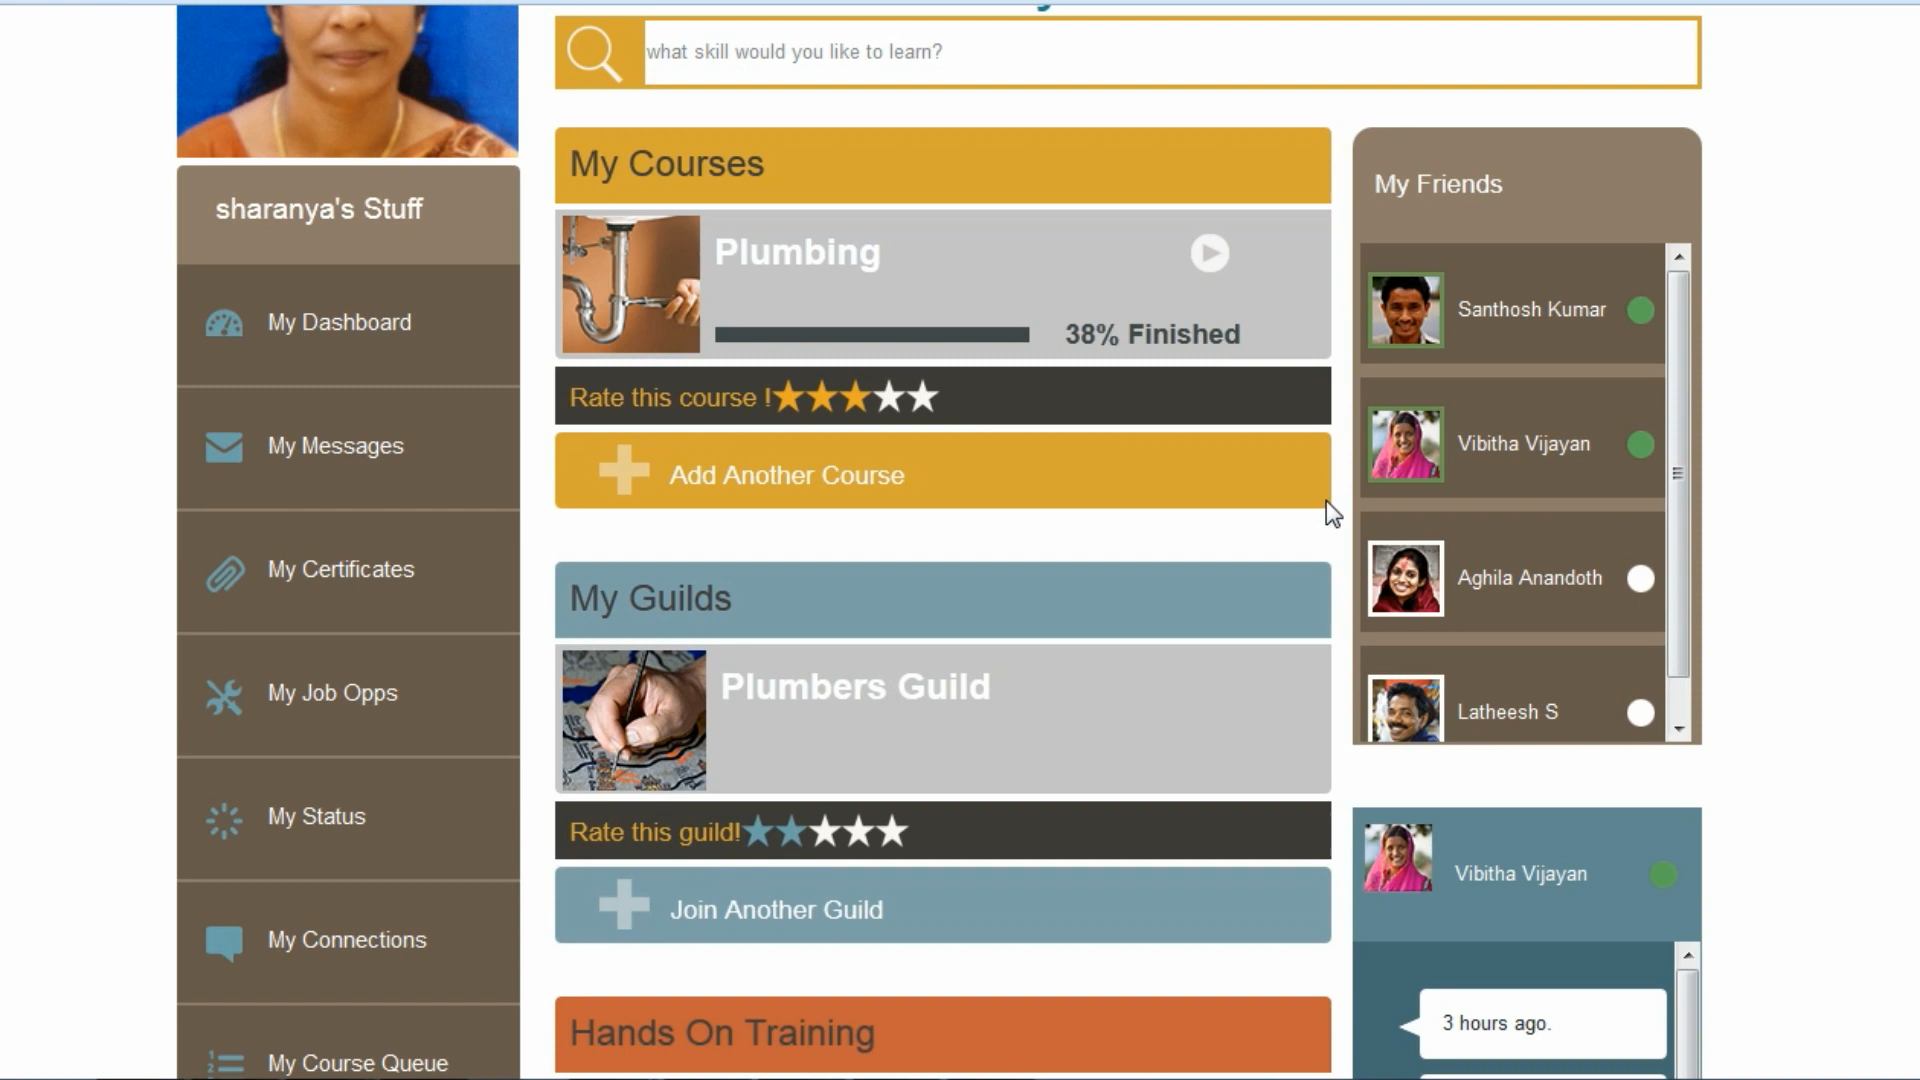 what skill would you like to learn?
sharanya's Stuff
My Dashboard
My Messages
My Certificates
My Job Opps
My Status
My Connections
My Course Queue
My Courses
Plumbing
38% Finished
Rate this course !
Add Another Course
My Guilds
Plumbers Guild
Rate this guild!
Join Another Guild
Hands On Training
My Friends
Santhosh Kumar
Vibitha Vijayan
Aghila Anandoth
Latheesh S
Vibitha Vijayan
3 hours ago.